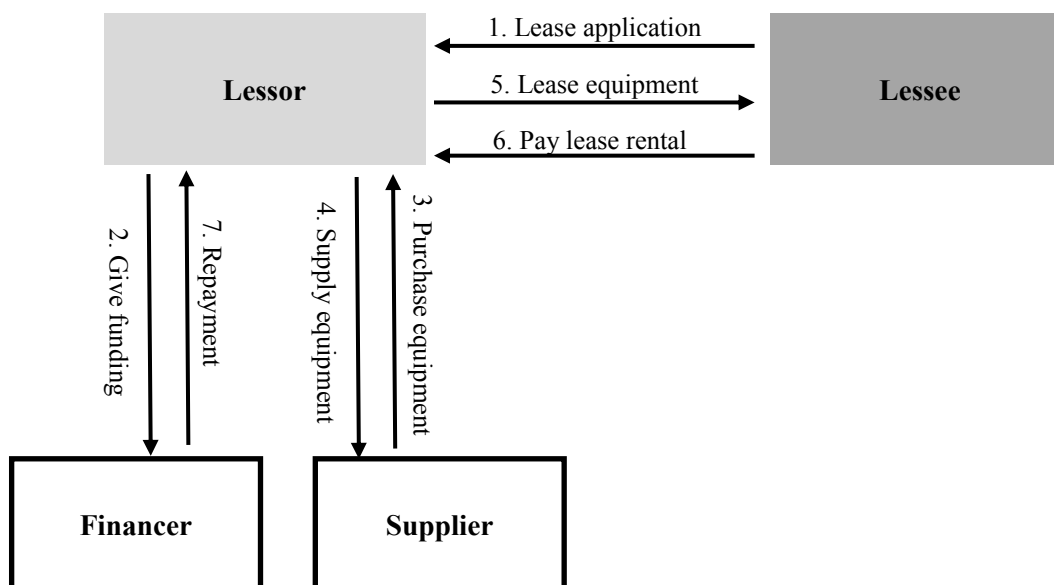 1. Lease application
Lessor
5. Lease equipment
Lessee
6. Pay lease rental
2. Give funding
7. Repayment
4. Supply equipment
3. Purchase equipment
Financer
Supplier